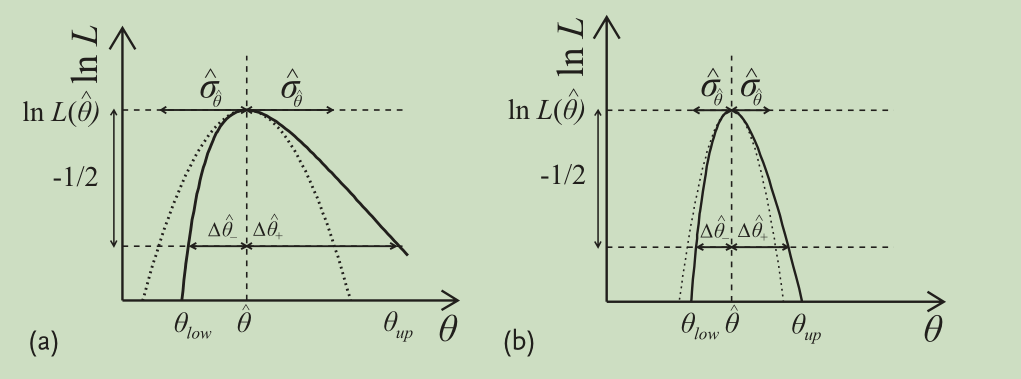 ln L
σ̂_θ̂ σ̂_θ̂
ln L(θ̂)
-1/2
Δθ̂₋ Δθ̂₊
θ_low θ̂ θ_up θ
(a)
ln L
σ̂_θ̂ σ̂_θ̂
ln L(θ̂)
-1/2
Δθ̂₋ Δθ̂₊
θ_low θ̂ θ_up θ
(b)